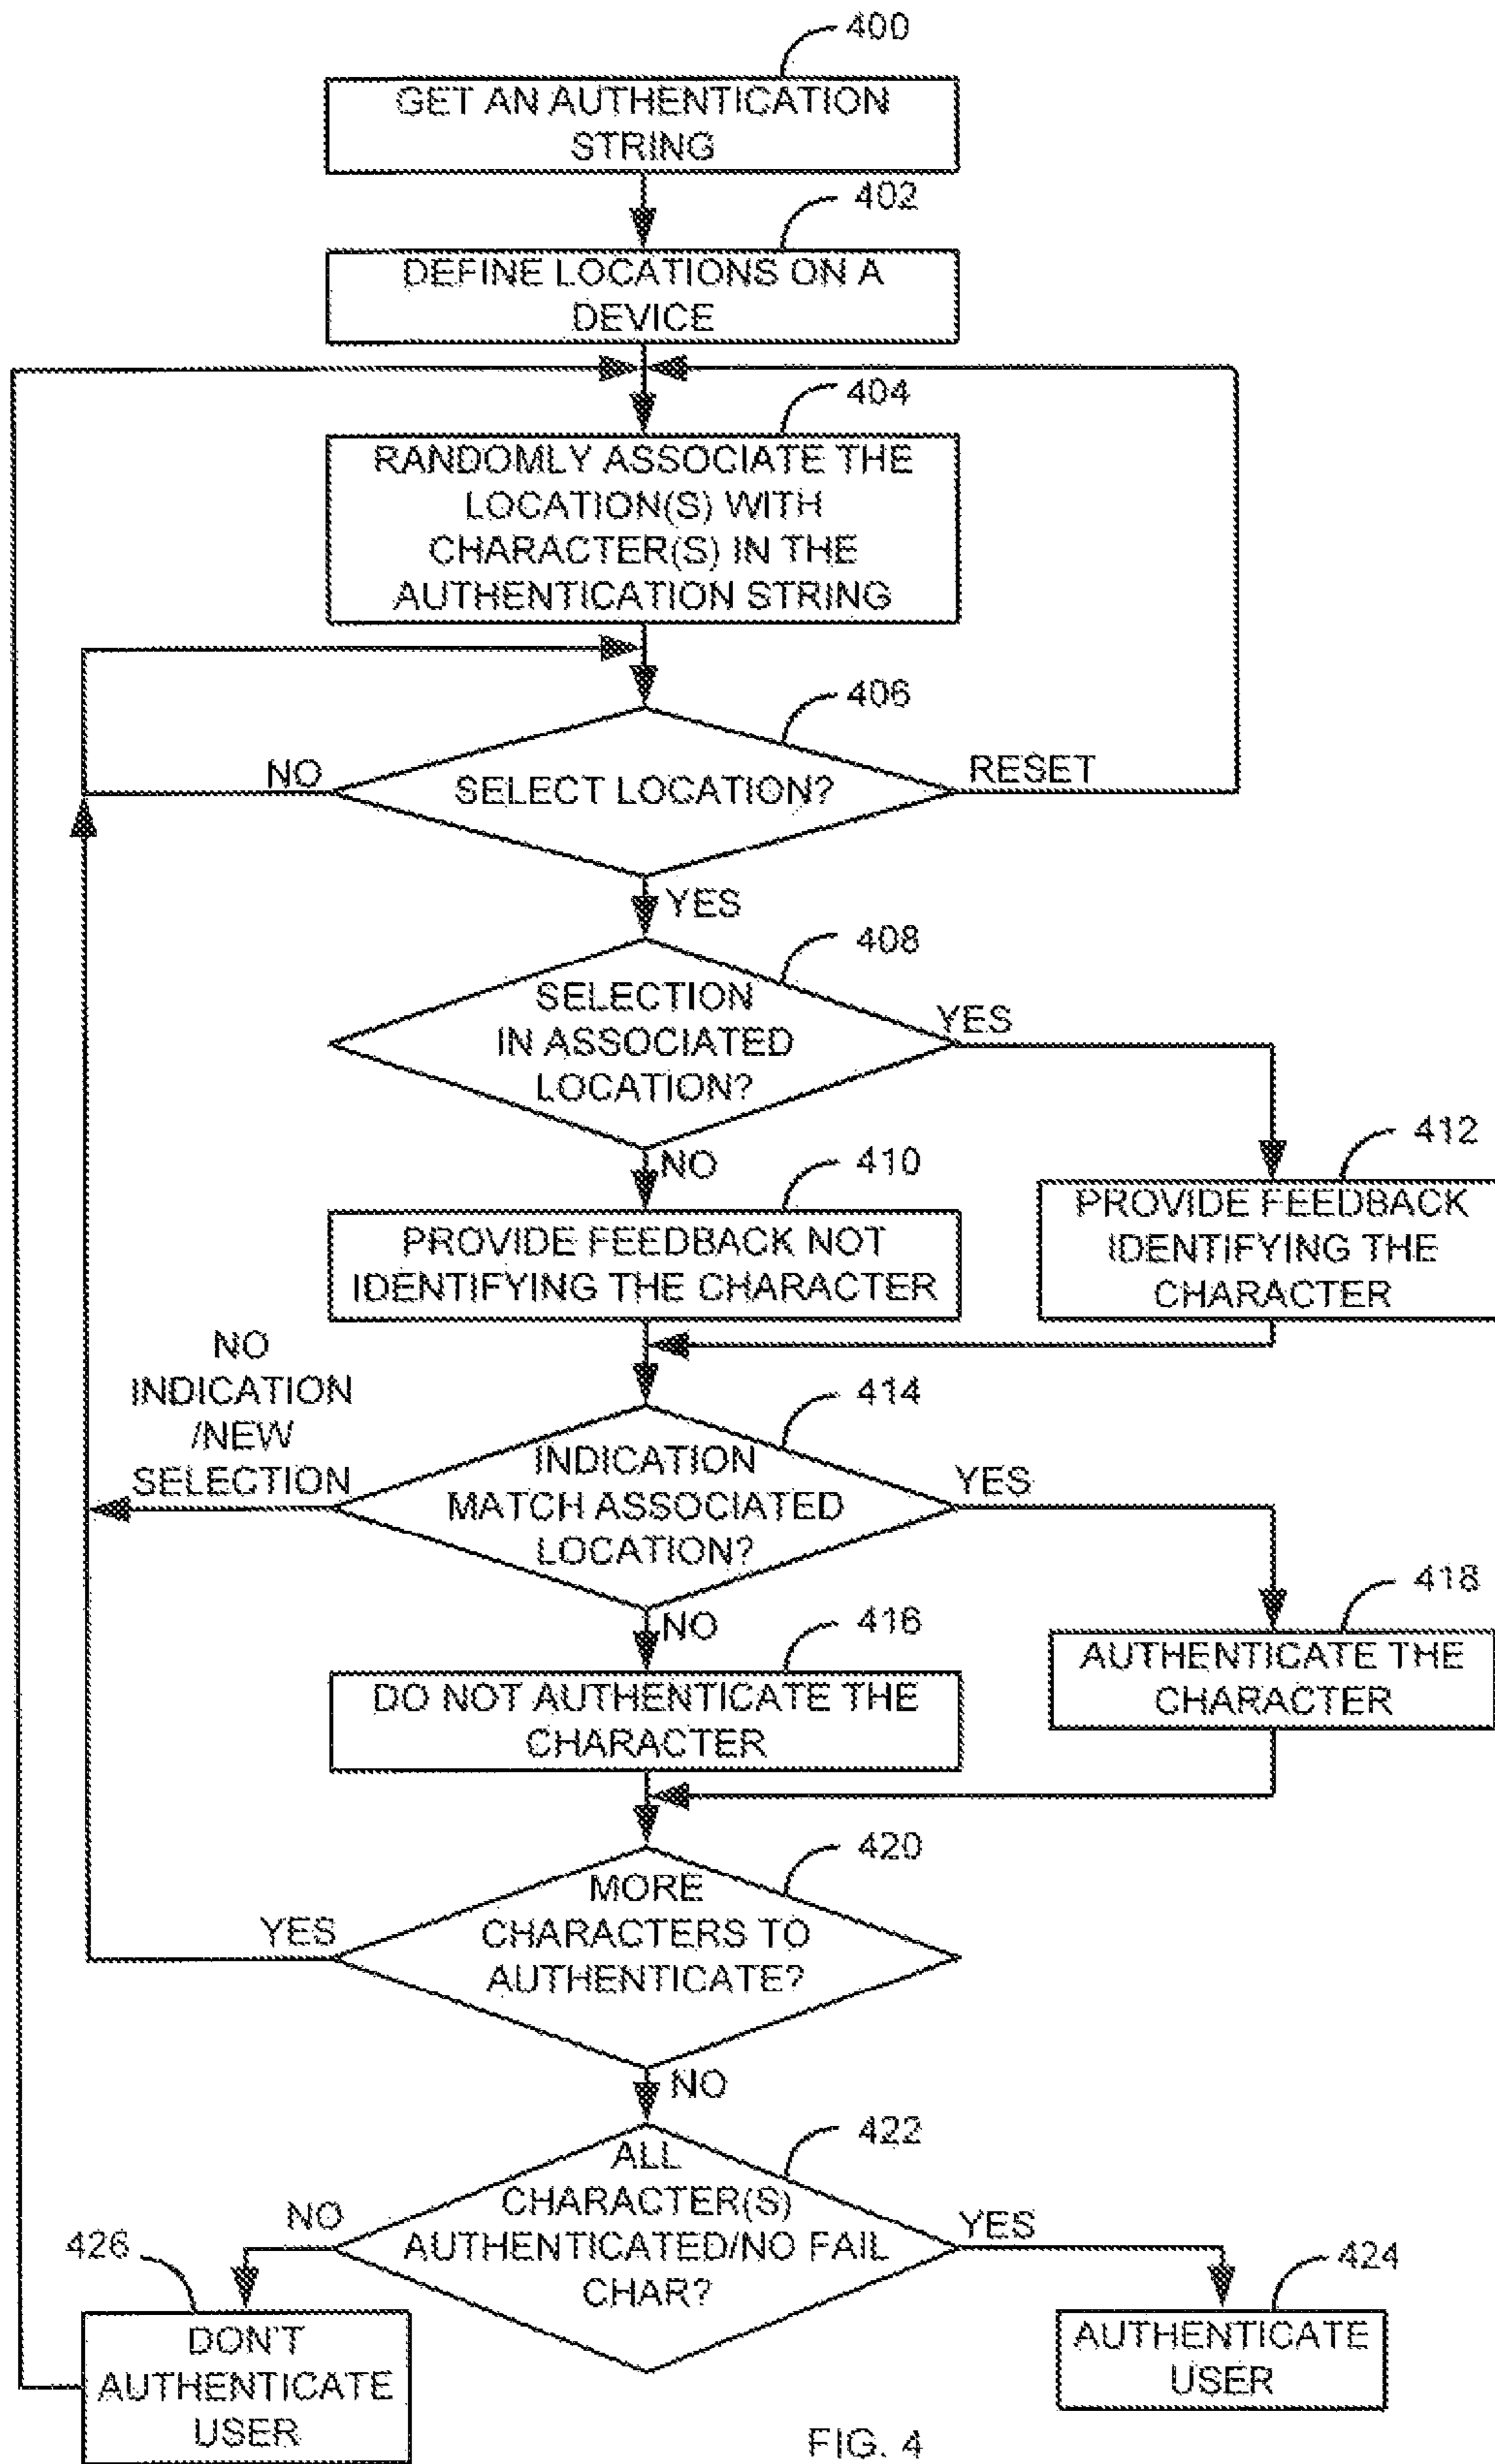 400
GET AN AUTHENTICATION
STRING
402
DEFINE LOCATIONS ON A
DEVICE
404
RANDOMLY ASSOCIATE THE
LOCATION(S) WITH
CHARACTER(S) IN THE
AUTHENTICATION STRING
406
NO
SELECT LOCATION?
RESET
YES
408
SELECTION
IN ASSOCIATED
LOCATION?
YES
NO
410
PROVIDE FEEDBACK NOT
IDENTIFYING THE CHARACTER
412
PROVIDE FEEDBACK
IDENTIFYING THE
CHARACTER
NO
INDICATION
/NEW
SELECTION
414
INDICATION
MATCH ASSOCIATED
LOCATION?
YES
NO
416
DO NOT AUTHENTICATE THE
CHARACTER
418
AUTHENTICATE THE
CHARACTER
420
MORE
CHARACTERS TO
AUTHENTICATE?
YES
NO
422
ALL
CHARACTER(S)
AUTHENTICATED/NO FAIL
CHAR?
NO
YES
426
DON'T
AUTHENTICATE
USER
424
AUTHENTICATE
USER
FIG. 4